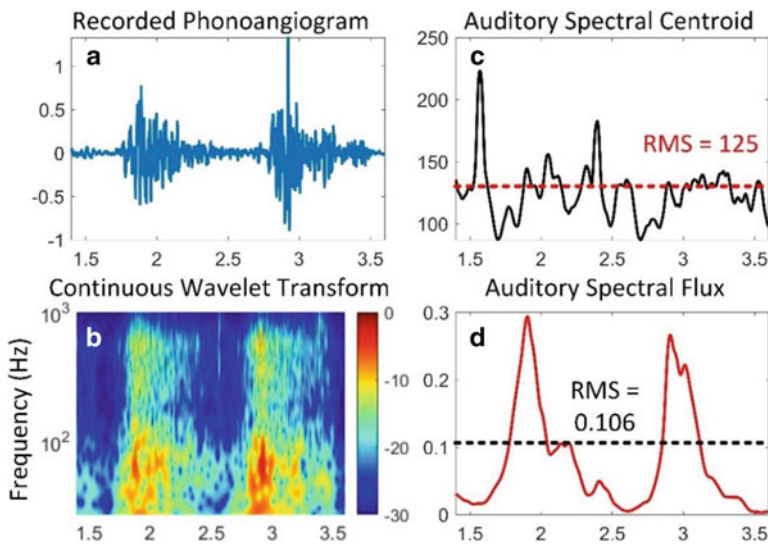 Recorded Phonoangiogram
a
1
0.5
0
-0.5
-1
1.5 2 2.5 3 3.5
Auditory Spectral Centroid
c
250
200
150
100
RMS = 125
1.5 2 2.5 3 3.5
Continuous Wavelet Transform
b
Frequency (Hz)
10³
10²
0
-10
-20
-30
1.5 2 2.5 3 3.5
Auditory Spectral Flux
d
0.3
0.2
0.1
0
RMS =
0.106
1.5 2 2.5 3 3.5